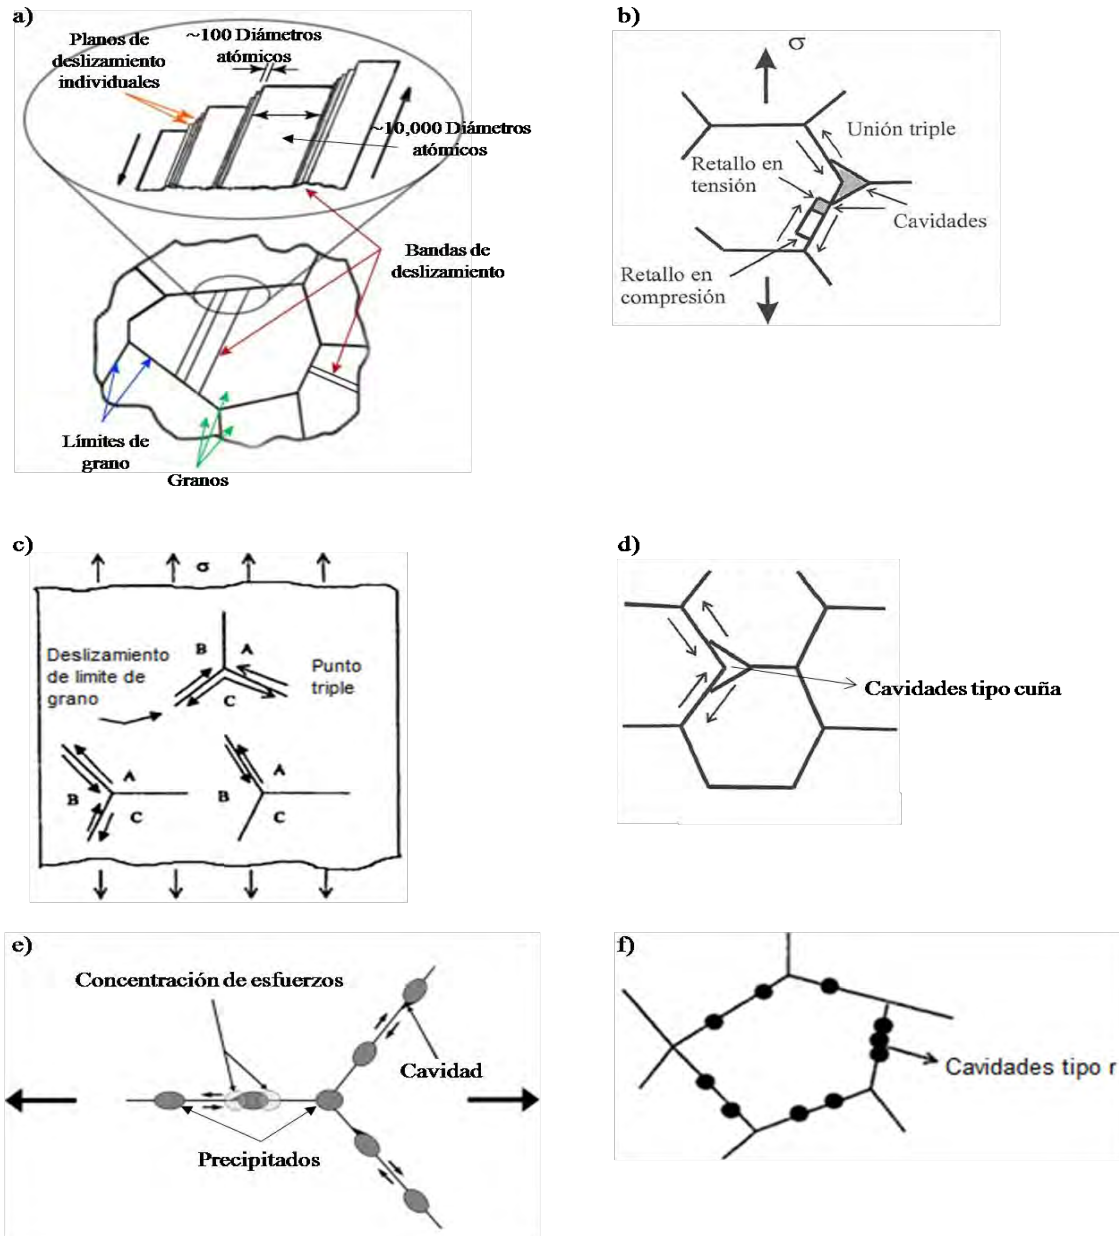 a)
Planos de
deslizamiento
individuales
~100 Diámetros
atómicos
~10,000 Diámetros
atómicos
Bandas de
deslizamiento
Límites de
grano
Granos
b)
σ
Unión triple
Retallo en
tensión
Cavidades
Retallo en
compresión
c)
σ
Deslizamiento
de limite de
grano
B
A
C
Punto
triple
A
B
C
A
B
C
d)
Cavidades tipo cuña
e)
Concentración de esfuerzos
Cavidad
Precipitados
f)
Cavidades tipo r